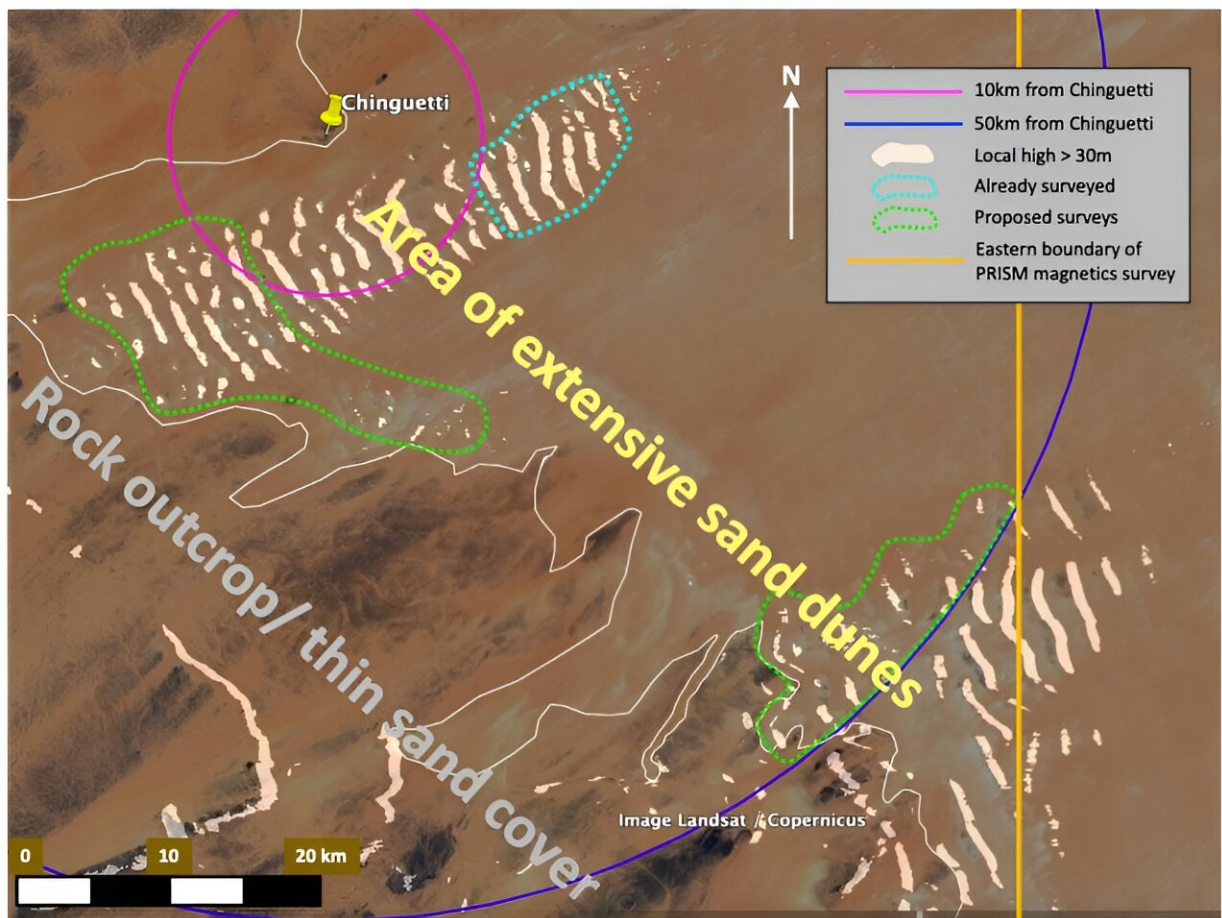 Chinguetti
N
10km from Chinguetti
50km from Chinguetti
Local high > 30m
Already surveyed
Proposed surveys
Eastern boundary of
PRISM magnetics survey
Area of extensive sand dunes
Rock outcrop/ thin sand cover
Image Landsat / Copernicus
0 10 20 km